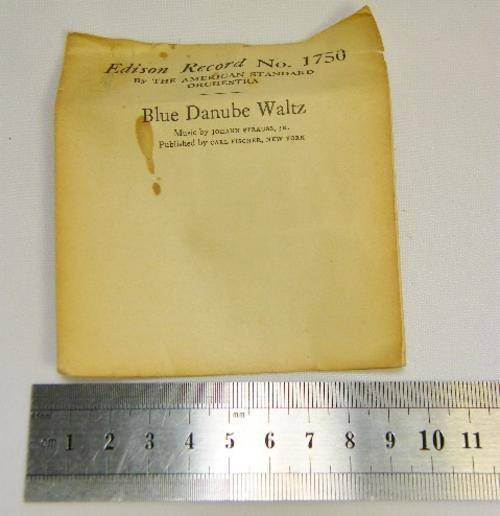 Edison Record No. 1750
By THE AMERICAN STANDARD
ORCHESTRA
Blue Danube Waltz
Music by JOHANN STRAUSS, JR.
Published by CARL FISCHER, NEW YORK
mm
cm 1 2 3 4 5 6 7 8 9 10 11